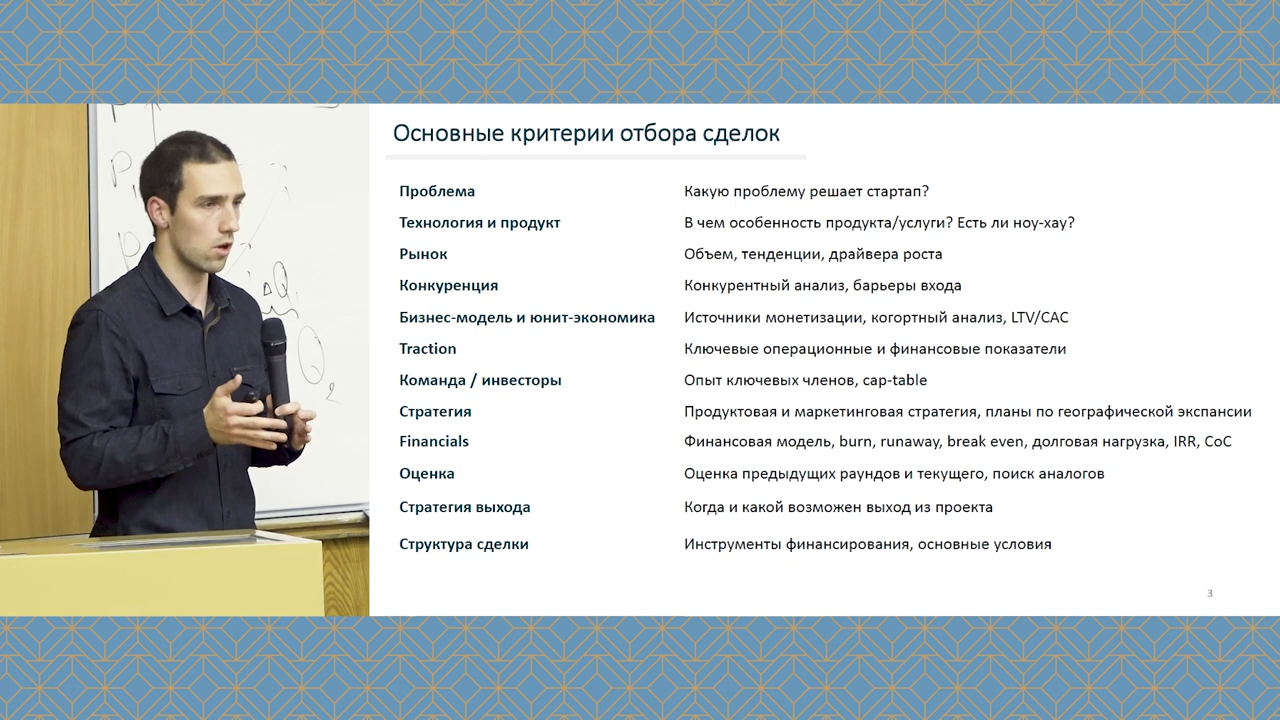 Основные критерии отбора сделок
Проблема Какую проблему решает стартап?
Технология и продукт В чем особенность продукта/услуги? Есть ли ноу-хау?
Рынок Объем, тенденции, драйвера роста
Конкуренция Конкурентный анализ, барьеры входа
Бизнес-модель и юнит-экономика Источники монетизации, когортный анализ, LTV/CAC
Traction Ключевые операционные и финансовые показатели
Команда / инвесторы Опыт ключевых членов, cap-table
Стратегия Продуктовая и маркетинговая стратегия, планы по географической экспансии
Financials Финансовая модель, burn, runaway, break even, долговая нагрузка, IRR, CoC
Оценка Оценка предыдущих раундов и текущего, поиск аналогов
Стратегия выхода Когда и какой возможен выход из проекта
Структура сделки Инструменты финансирования, основные условия
3
P
P
ΔQ
Q
2